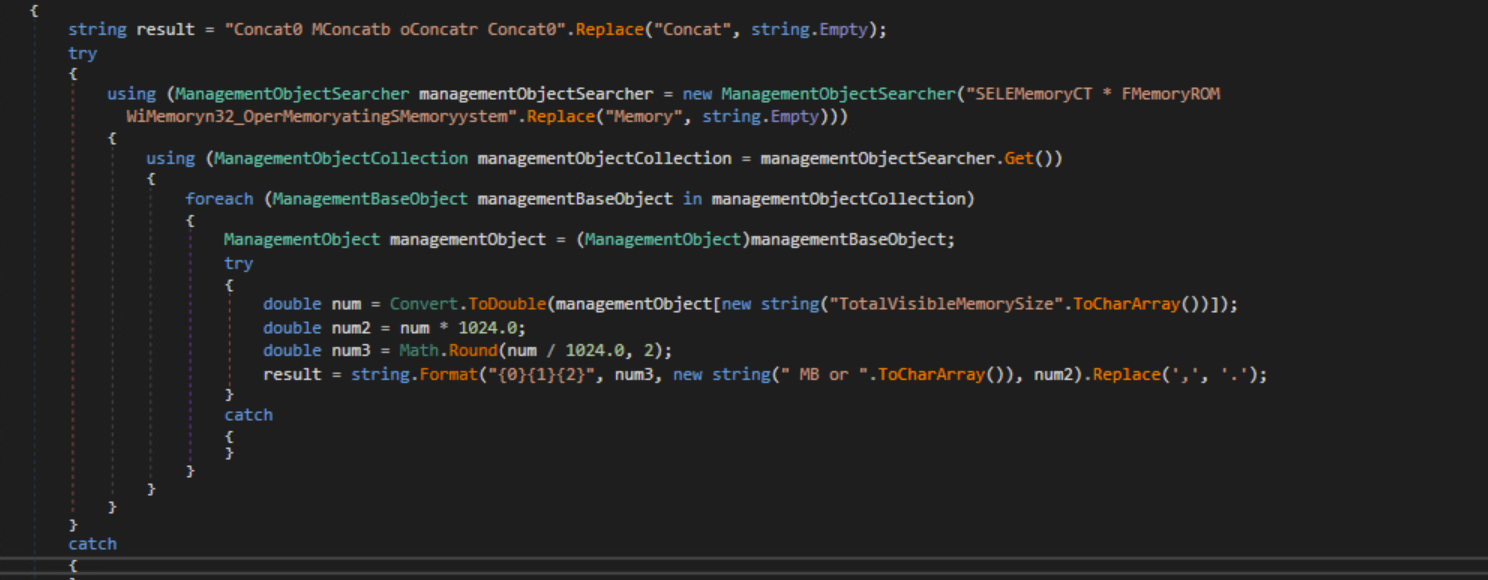 {
string result = "Concat0 MConcatb oConcatr Concat0".Replace("Concat", string.Empty);
try
{
using (ManagementObjectSearcher managementObjectSearcher = new ManagementObjectSearcher("SELEMemoryCT * FMemoryROM
WiMemoryn32_OperMemoryatingSMemoryystem".Replace("Memory", string.Empty)))
{
using (ManagementObjectCollection managementObjectCollection = managementObjectSearcher.Get())
{
foreach (ManagementBaseObject managementBaseObject in managementObjectCollection)
{
ManagementObject managementObject = (ManagementObject)managementBaseObject;
try
{
double num = Convert.ToDouble(managementObject[new string("TotalVisibleMemorySize".ToCharArray())]);
double num2 = num * 1024.0;
double num3 = Math.Round(num / 1024.0, 2);
result = string.Format("{0}{1}{2}", num3, new string(" MB or ".ToCharArray()), num2).Replace(',', '.');
}
catch
{
}
}
}
}
}
catch
{